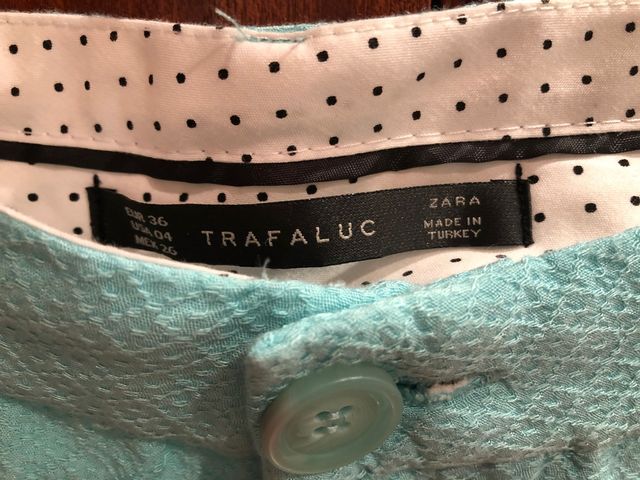 EUR 36
USA 04
MEX 26
TRAFALUC
ZARA
MADE IN
TURKEY